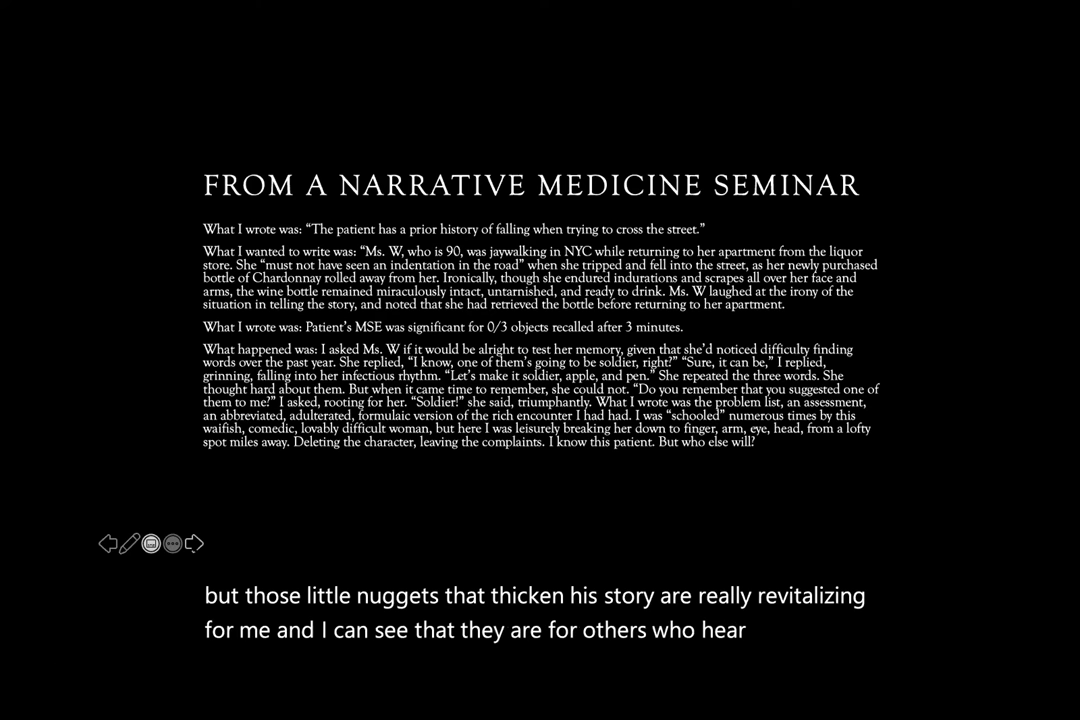 FROM A NARRATIVE MEDICINE SEMINAR
What I wrote was: “The patient has a prior history of falling when trying to cross the street.”
What I wanted to write was: “Ms. W, who is 90, was jaywalking in NYC while returning to her apartment from the liquor
store. She “must not have seen an indentation in the road” when she tripped and fell into the street, as her newly purchased
bottle of Chardonnay rolled away from her. Ironically, though she endured indurations and scrapes all over her face and
arms, the wine bottle remained miraculously intact, untarnished, and ready to drink. Ms. W laughed at the irony of the
situation in telling the story, and noted that she had retrieved the bottle before returning to her apartment.
What I wrote was: Patient’s MSE was significant for 0/3 objects recalled after 3 minutes.
What happened was: I asked Ms. W if it would be alright to test her memory, given that she’d noticed difficulty finding
words over the past year. She replied, “I know, one of them’s going to be soldier, right?” “Sure, it can be,” I replied,
grinning, falling into her infectious rhythm. “Let’s make it soldier, apple, and pen.” She repeated the three words. She
thought hard about them. But when it came time to remember, she could not. “Do you remember that you suggested one of
them to me?” I asked, rooting for her. “Soldier!” she said, triumphantly. What I wrote was the problem list, an assessment,
an abbreviated, adulterated, formulaic version of the rich encounter I had had. I was “schooled” numerous times by this
waifish, comedic, lovably difficult woman, but here I was leisurely breaking her down to finger, arm, eye, head, from a lofty
spot miles away. Deleting the character, leaving the complaints. I know this patient. But who else will?
but those little nuggets that thicken his story are really revitalizing
for me and I can see that they are for others who hear